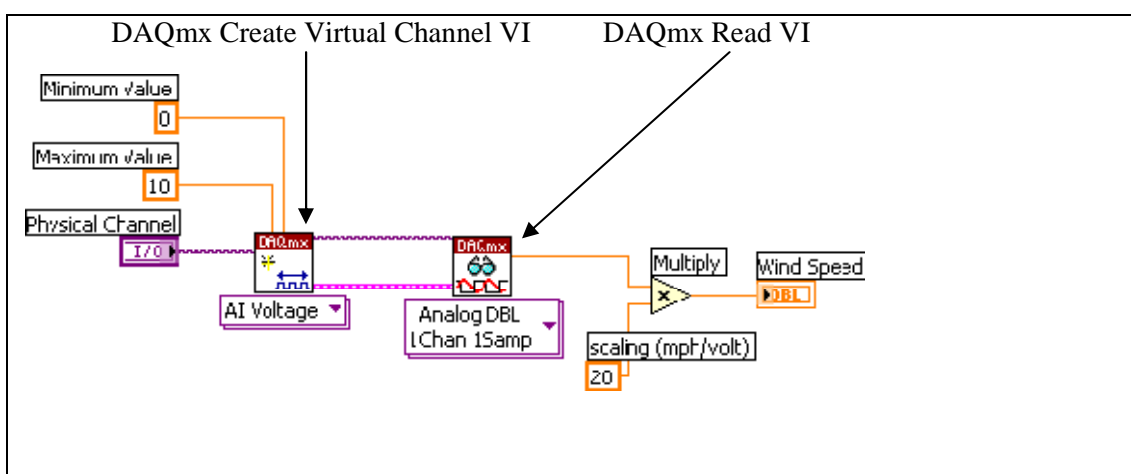 DAQmx Create Virtual Channel VI
DAQmx Read VI
Minimum Value
0
Maximum Value
10
Physical Channel
I/O
DAQmx
AI Voltage
DAQmx
Analog DBL
1Chan 1Samp
Multiply
x
scaling (mph/volt)
20
Wind Speed
DBL